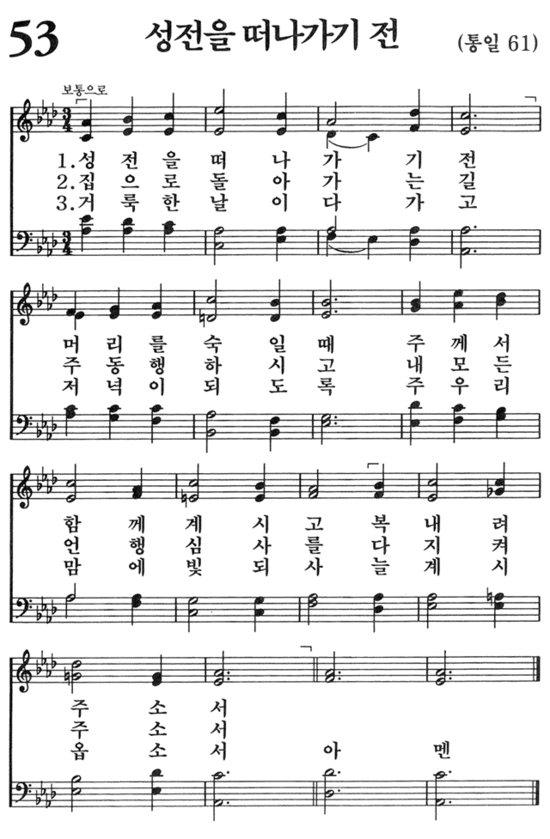 53 성전을 떠나가기 전 (통일 61)
보통으로
1.성 전 을 떠 나 가 기 전
2.집 으 로 돌 아 가 는 길
3.거 룩 한 날 이 다 가 고
머 리 를 숙 일 때 주 께 서
주 동 행 하 시 고 내 모 든
저 녁 이 되 도 록 주 우 리
함 께 계 시 고 복 내 려
언 행 심 사 를 다 지 켜
맘 에 빛 되 사 늘 계 시
주 소 서
주 소 서
옵 소 서 아 멘